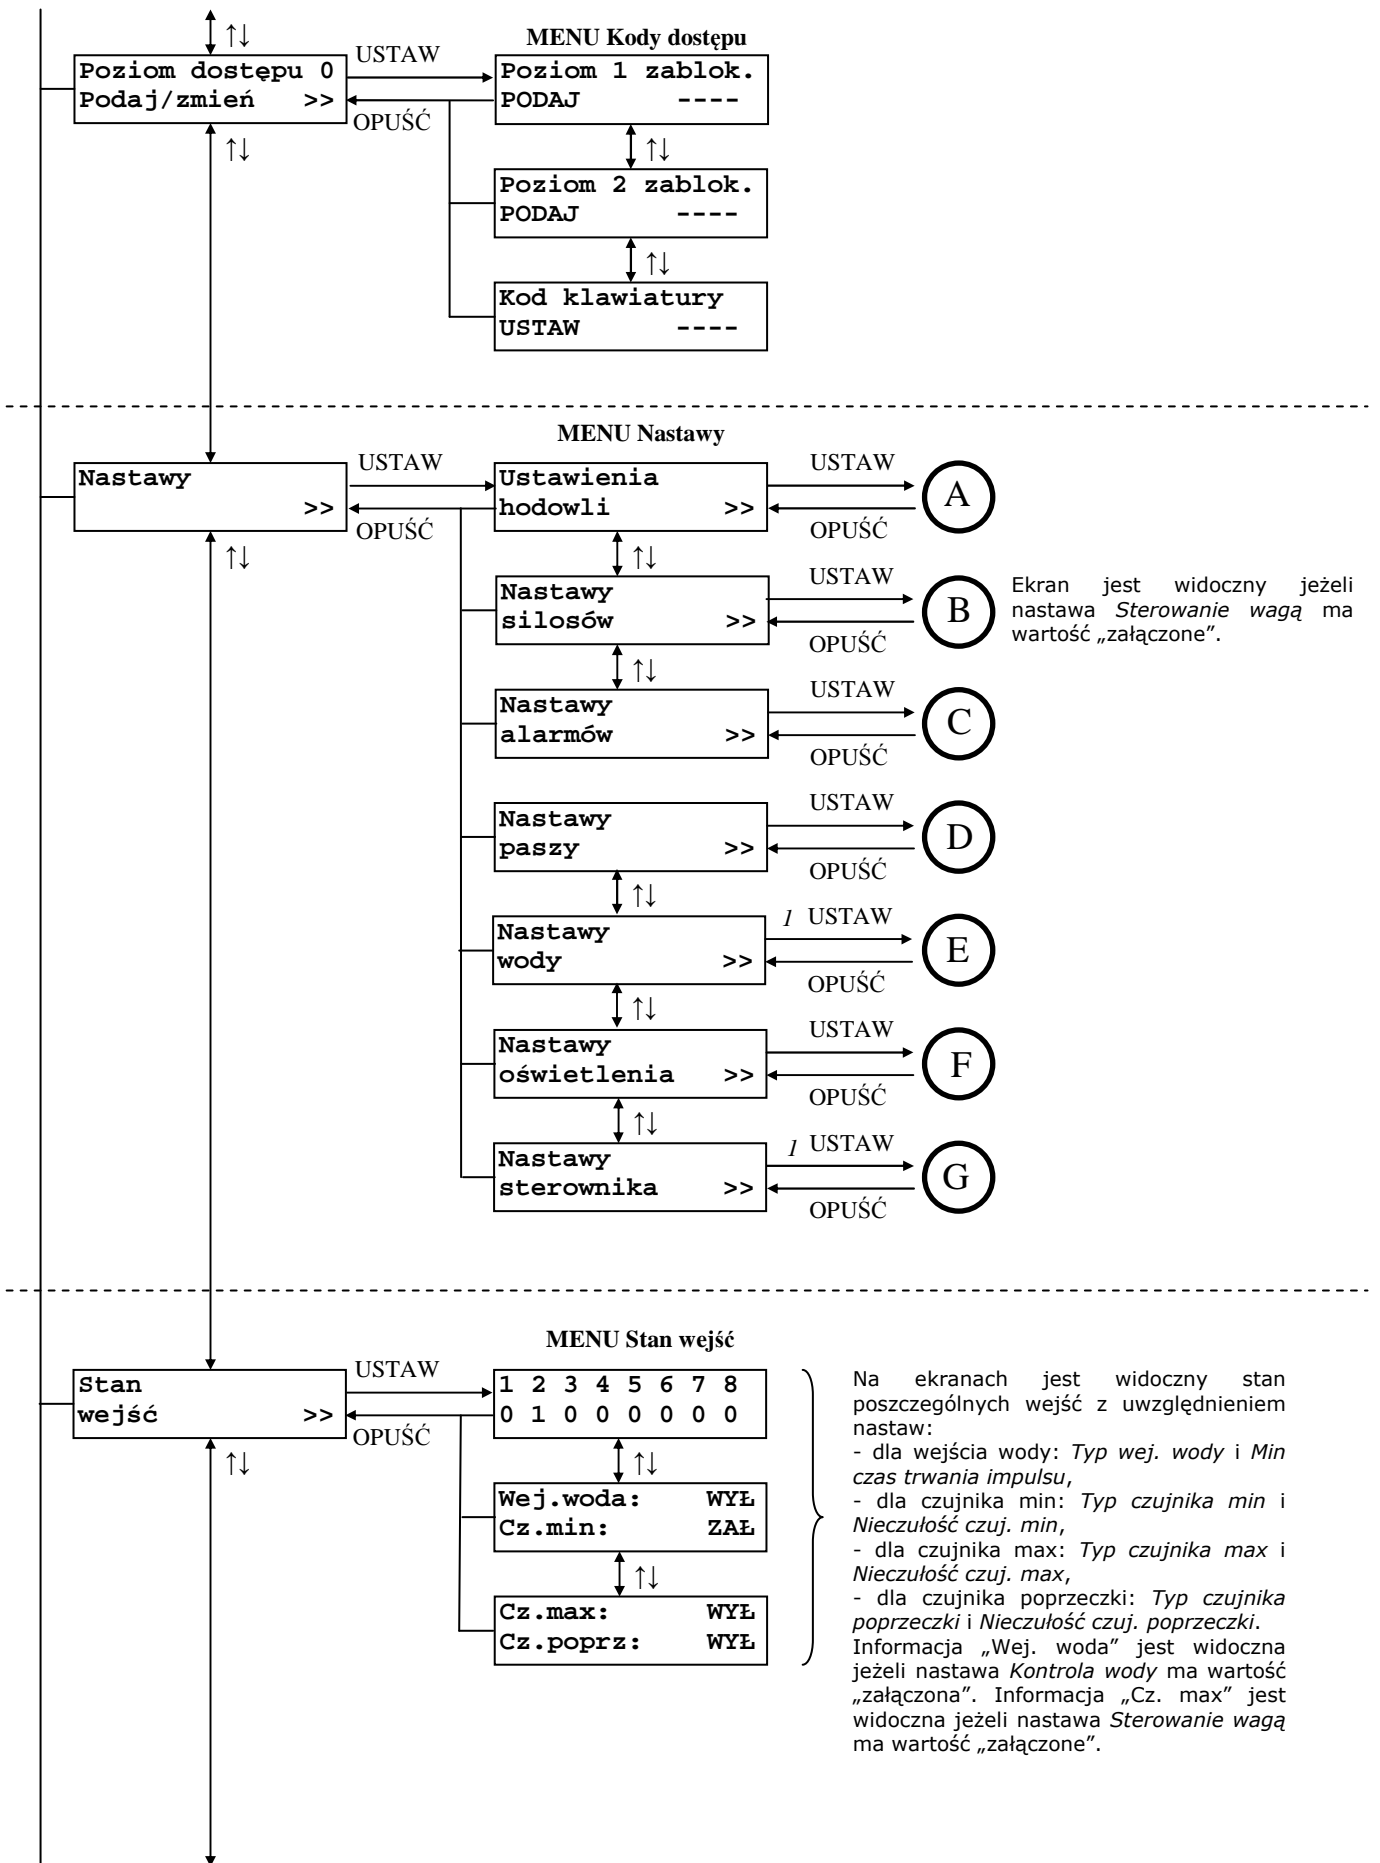 ↑↓
MENU Kody dostępu
USTAW
Poziom dostępu 0
Podaj/zmień >>
OPUŚĆ
Poziom 1 zablok.
PODAJ ----
↑↓
↑↓
Poziom 2 zablok.
PODAJ ----
↑↓
Kod klawiatury
USTAW ----
MENU Nastawy
Nastawy
>>
USTAW
OPUŚĆ
↑↓
Ustawienia
hodowli >>
USTAW
OPUŚĆ
A
↑↓
Nastawy
silosów >>
USTAW
OPUŚĆ
B
Ekran jest widoczny jeżeli
nastawa Sterowanie wagą ma
wartość „załączone”.
↑↓
Nastawy
alarmów >>
USTAW
OPUŚĆ
C
Nastawy
paszy >>
USTAW
OPUŚĆ
D
↑↓
Nastawy
wody >>
1 USTAW
OPUŚĆ
E
↑↓
Nastawy
oświetlenia >>
USTAW
OPUŚĆ
F
↑↓
Nastawy
sterownika >>
1 USTAW
OPUŚĆ
G
MENU Stan wejść
Stan
wejść >>
USTAW
OPUŚĆ
↑↓
1 2 3 4 5 6 7 8
0 1 0 0 0 0 0 0
↑↓
Wej.woda: WYŁ
Cz.min: ZAŁ
↑↓
Cz.max: WYŁ
Cz.poprz: WYŁ
Na ekranach jest widoczny stan
poszczególnych wejść z uwzględnieniem
nastaw:
- dla wejścia wody: Typ wej. wody i Min
czas trwania impulsu,
- dla czujnika min: Typ czujnika min i
Nieczułość czuj. min,
- dla czujnika max: Typ czujnika max i
Nieczułość czuj. max,
- dla czujnika poprzeczki: Typ czujnika
poprzeczki i Nieczułość czuj. poprzeczki.
Informacja „Wej. woda” jest widoczna
jeżeli nastawa Kontrola wody ma wartość
„załączona”. Informacja „Cz. max” jest
widoczna jeżeli nastawa Sterowanie wagą
ma wartość „załączone”.